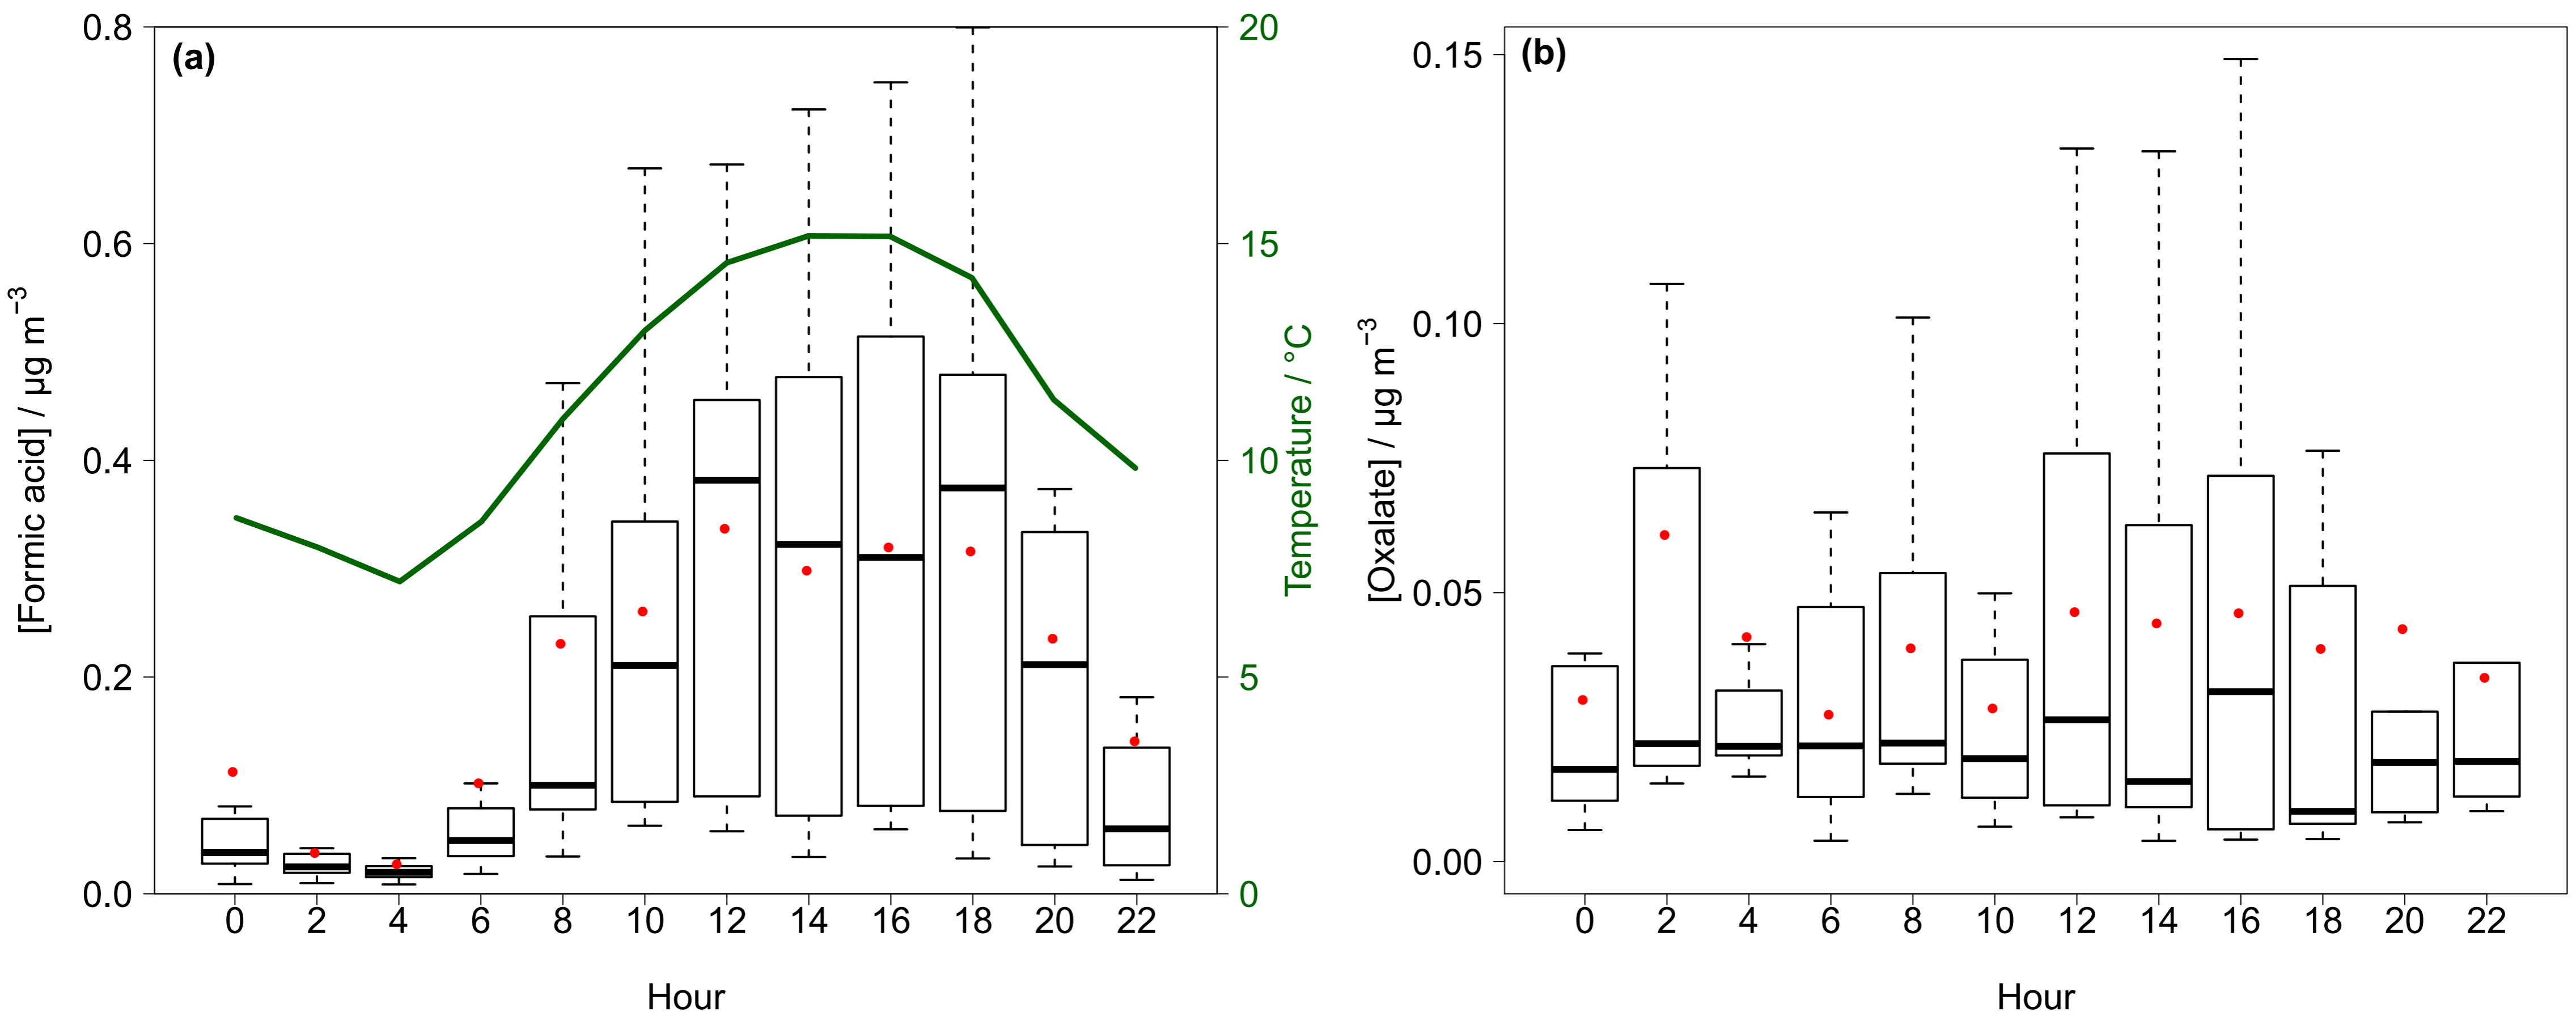 (a)
0.8
0.6
0.4
0.2
0.0
[Formic acid] / µg m⁻³
0 2 4 6 8 10 12 14 16 18 20 22
Hour
20
15
10
5
0
Temperature / °C
(b)
0.15
0.10
0.05
0.00
[Oxalate] / µg m⁻³
0 2 4 6 8 10 12 14 16 18 20 22
Hour